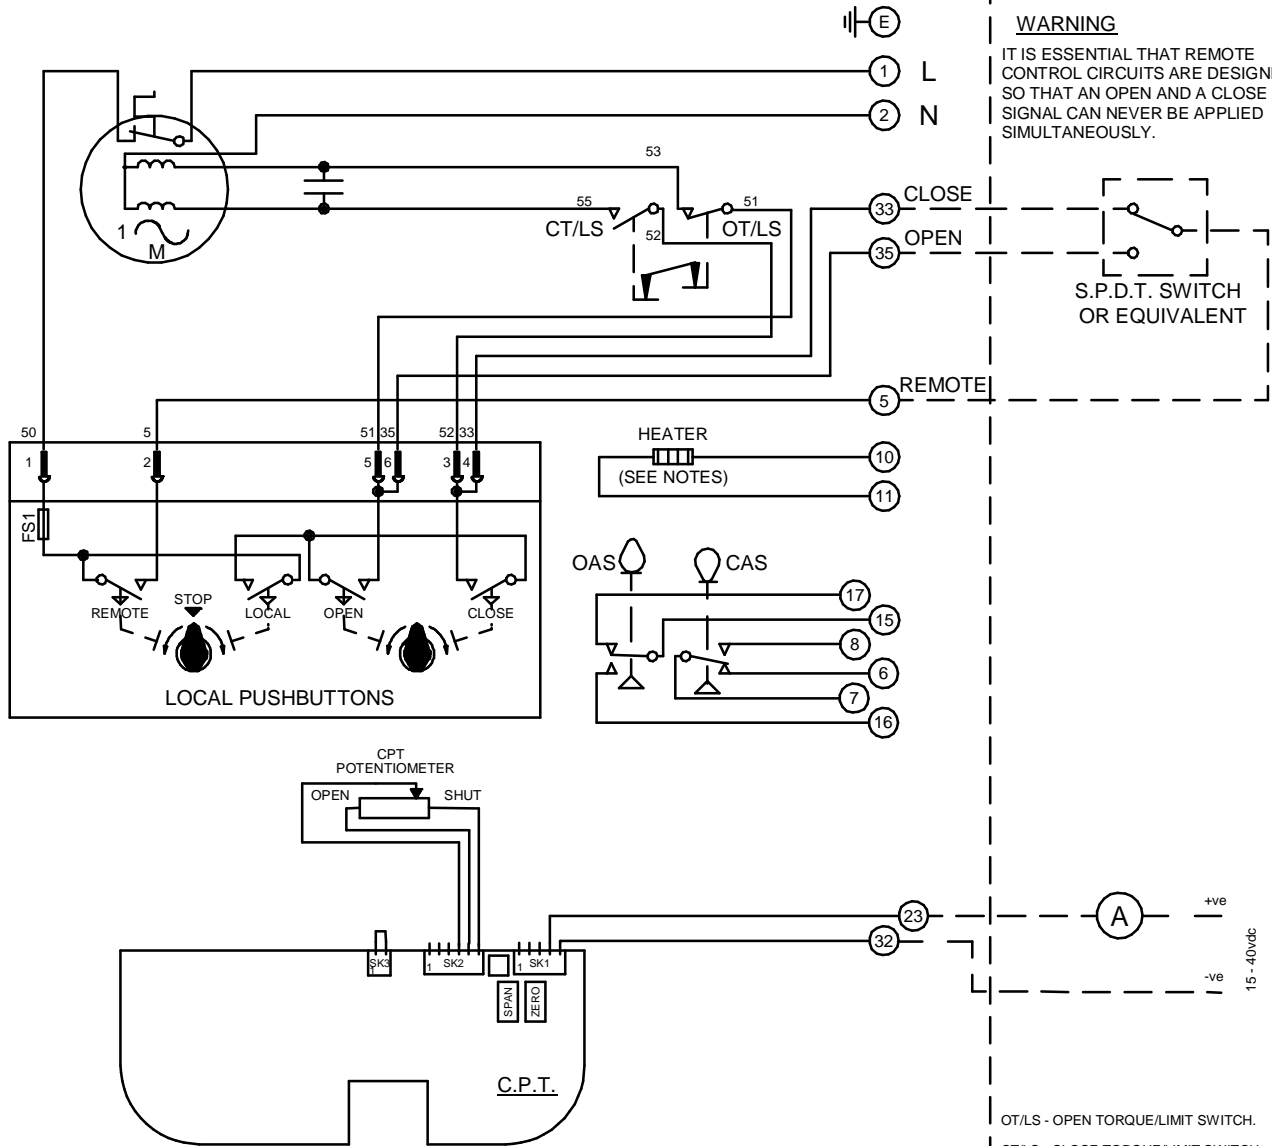 E
WARNING
IT IS ESSENTIAL THAT REMOTE
CONTROL CIRCUITS ARE
SO THAT AN OPEN AND A CLOSE
SIGNAL CAN NEVER BE APPLIED
SIMULTANEOUSLY.
1 L
2 N
53
55
51
CT/LS
52
OT/LS
1
M
33 CLOSE
35 OPEN
S.P.D.T. SWITCH
OR EQUIVALENT
5 REMOTE
50 5 51 35 52 33
1 2 5 6 3 4
HEATER
(SEE NOTES)
10
11
FS1
REMOTE
STOP
LOCAL
OPEN
CLOSE
LOCAL PUSHBUTTONS
OAS
CAS
17
15
8
6
7
16
CPT
POTENTIOMETER
OPEN
SHUT
23
A
+ve
32
-ve
15 - 40vdc
SK3
1
SK2
1
SK1
1
SPAN
ZERO
C.P.T.
OT/LS - OPEN TORQUE/LIMIT SWITCH.